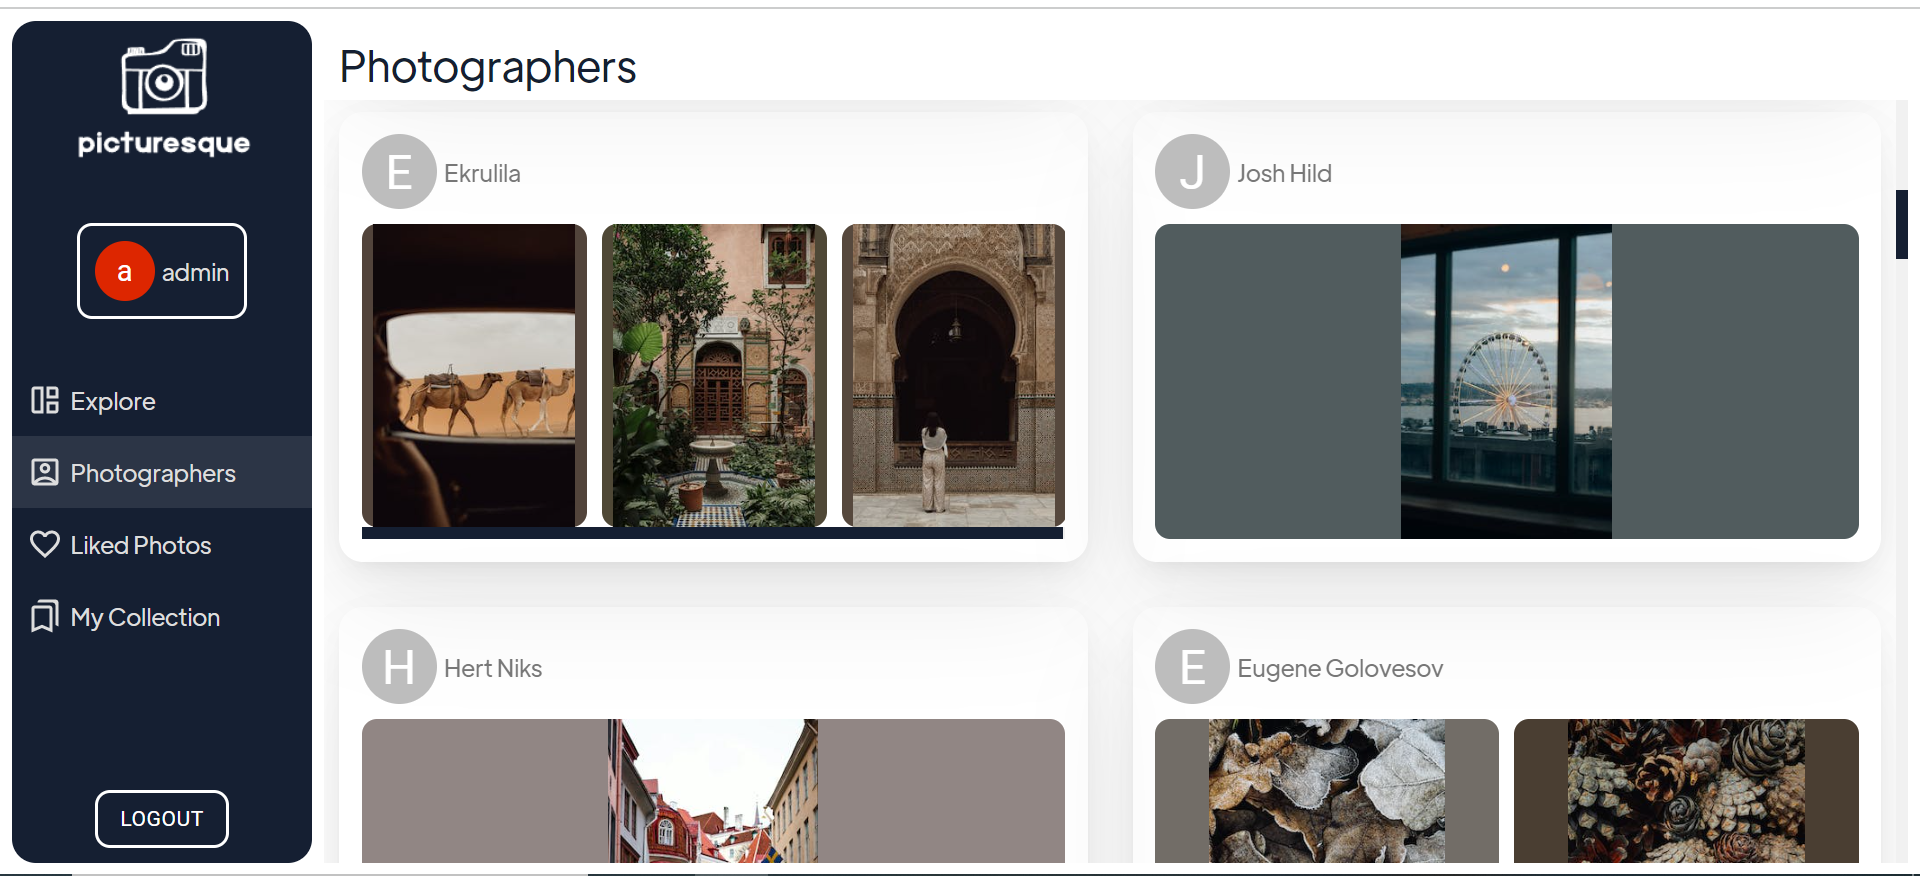 picturesque
a admin
Explore
Photographers
Liked Photos
My Collection
LOGOUT
Photographers
E Ekrulila
J Josh Hild
H Hert Niks
E Eugene Golovesov